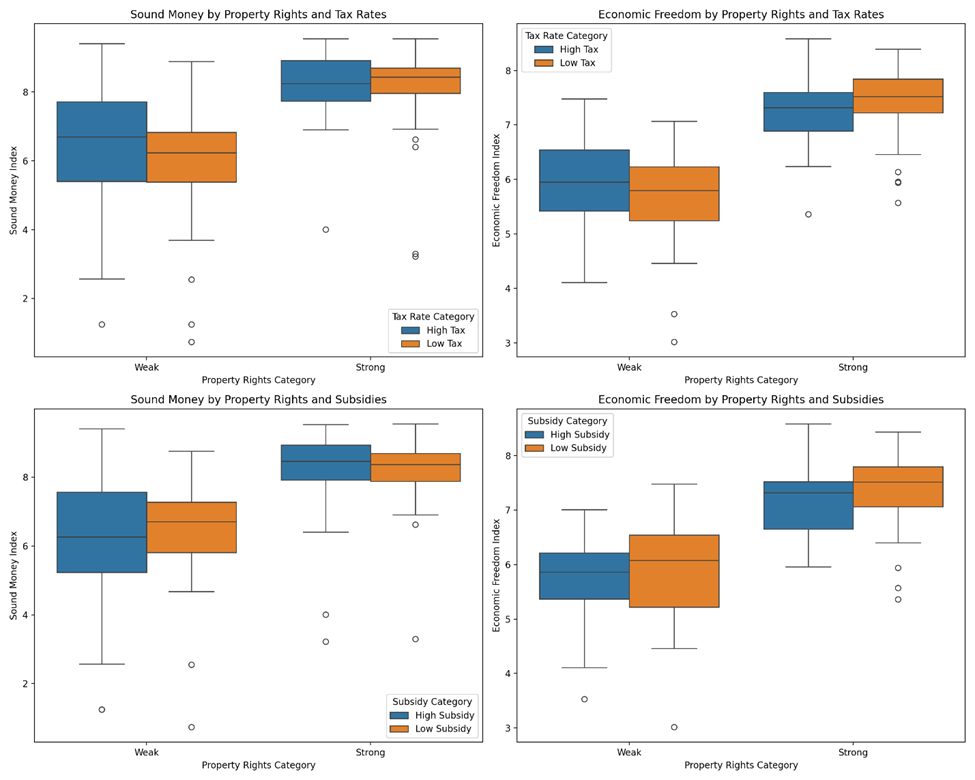 Sound Money by Property Rights and Tax Rates
Sound Money Index
8
6
4
2
Tax Rate Category
High Tax
Low Tax
Weak
Strong
Property Rights Category
Economic Freedom by Property Rights and Tax Rates
Economic Freedom Index
8
7
6
5
4
3
Tax Rate Category
High Tax
Low Tax
Weak
Strong
Property Rights Category
Sound Money by Property Rights and Subsidies
Sound Money Index
8
6
4
2
Subsidy Category
High Subsidy
Low Subsidy
Weak
Strong
Property Rights Category
Economic Freedom by Property Rights and Subsidies
Economic Freedom Index
8
7
6
5
4
3
Subsidy Category
High Subsidy
Low Subsidy
Weak
Strong
Property Rights Category